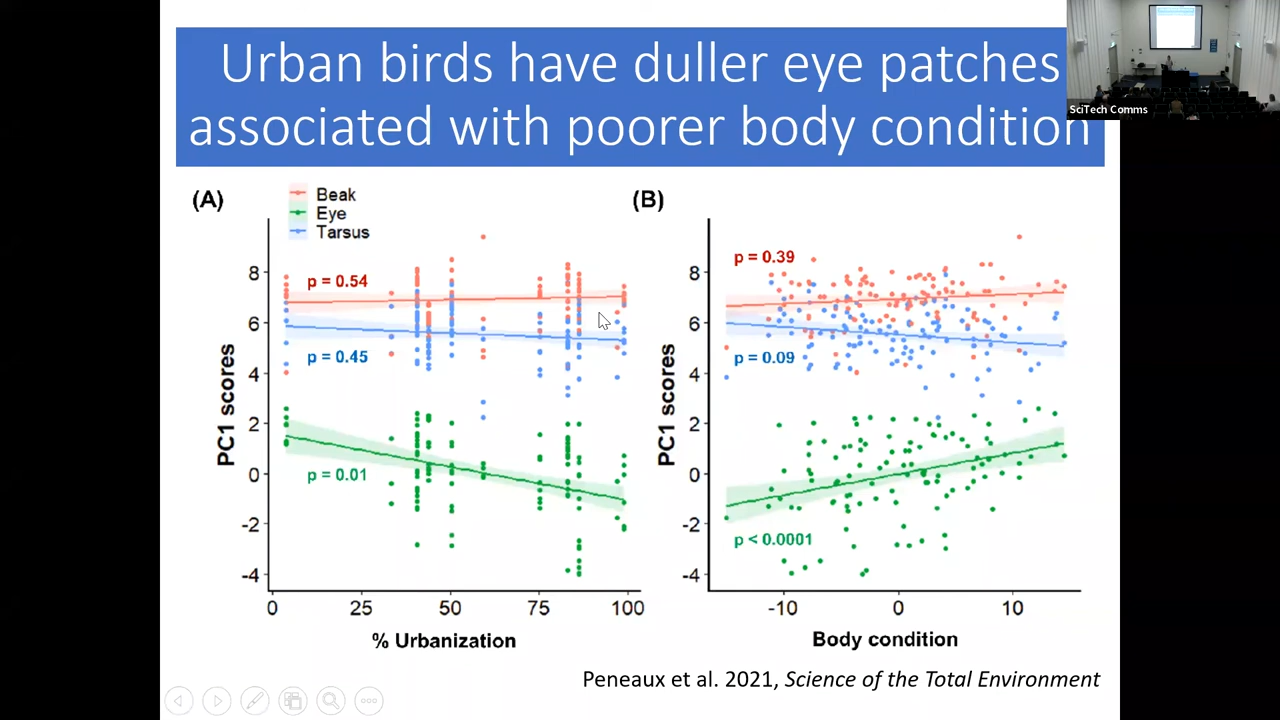 Urban birds have duller eye patches
associated with poorer body condition
SciTech Comms
(A)
Beak
Eye
Tarsus
p = 0.54
p = 0.45
p = 0.01
8
6
4
2
0
-2
-4
PC1 scores
0 25 50 75 100
% Urbanization
(B)
p = 0.39
p = 0.09
p < 0.0001
8
6
4
2
0
-2
-4
PC1 scores
-10 0 10
Body condition
Peneaux et al. 2021, Science of the Total Environment